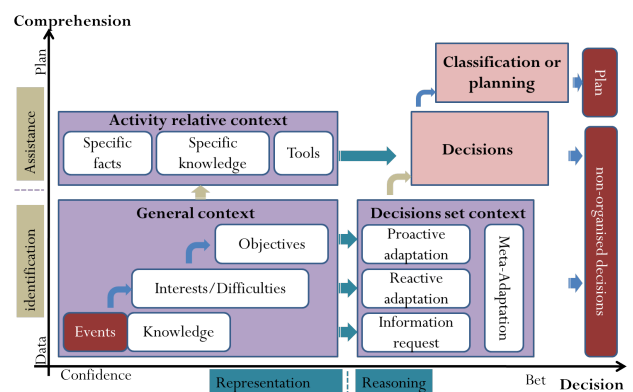 Comprehension
Plan
Classification or
planning
Plan
Assistance
Activity relative context
Specific
facts
Specific
knowledge
Tools
Decisions
non-organised decisions
identification
General context
Objectives
Interests/Difficulties
Events
Knowledge
Decisions set context
Proactive
adaptation
Reactive
adaptation
Information
request
Meta-Adaptation
Data
Confidence
Bet
Decision
Representation
Reasoning